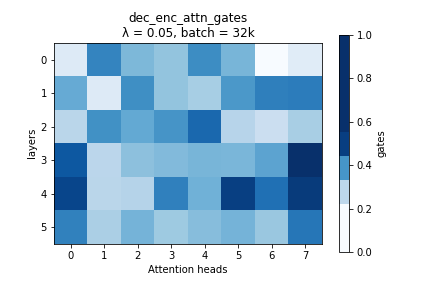 dec_enc_attn_gates
λ = 0.05, batch = 32k
layers
0
1
2
3
4
5
0 1 2 3 4 5 6 7
Attention heads
1.0
0.8
0.6
0.4
0.2
0.0
gates